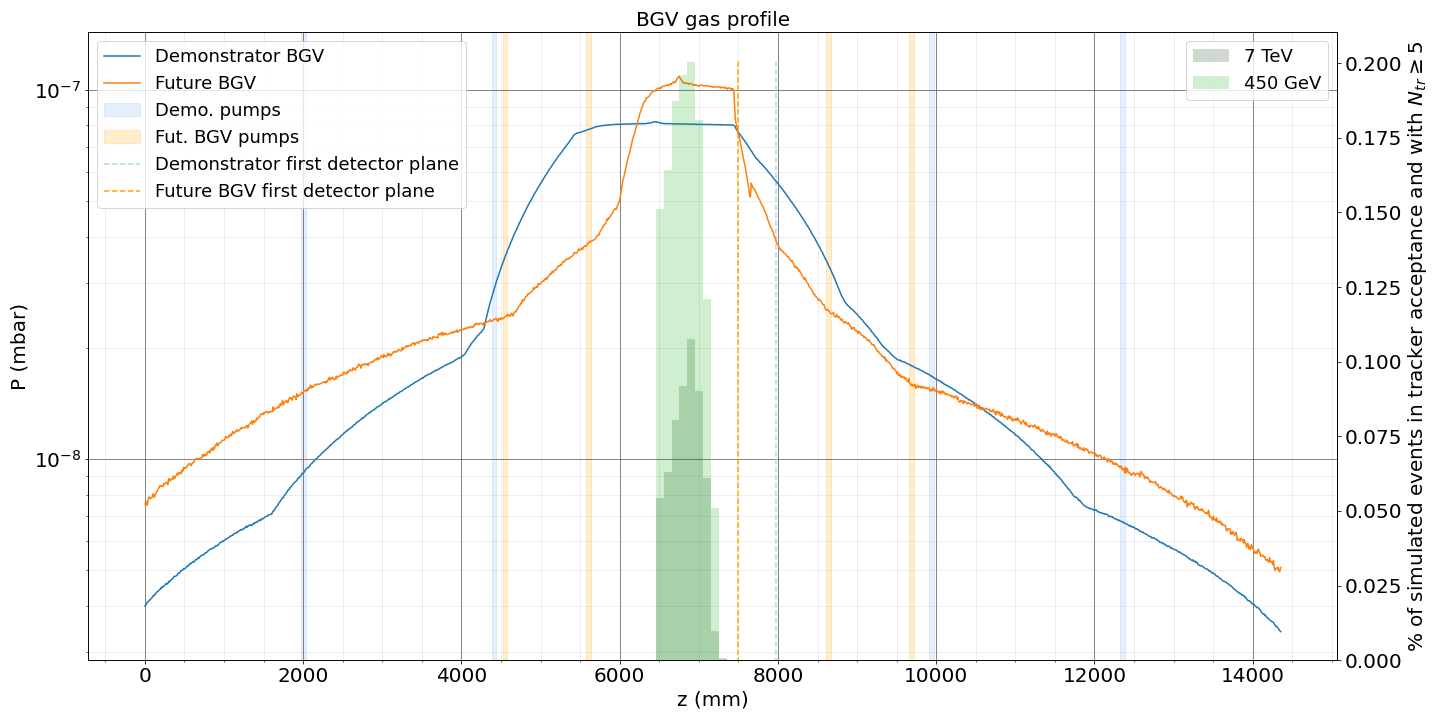 BGV gas profile
Demonstrator BGV
Future BGV
Demo. pumps
Fut. BGV pumps
Demonstrator first detector plane
Future BGV first detector plane
7 TeV
450 GeV
P (mbar)
10⁻⁷
10⁻⁸
0.200
0.175
0.150
0.125
0.100
0.075
0.050
0.025
0.000
% of simulated events in tracker acceptance and with Nₜᵣ ≥ 5
0 2000 4000 6000 8000 10000 12000 14000
z (mm)